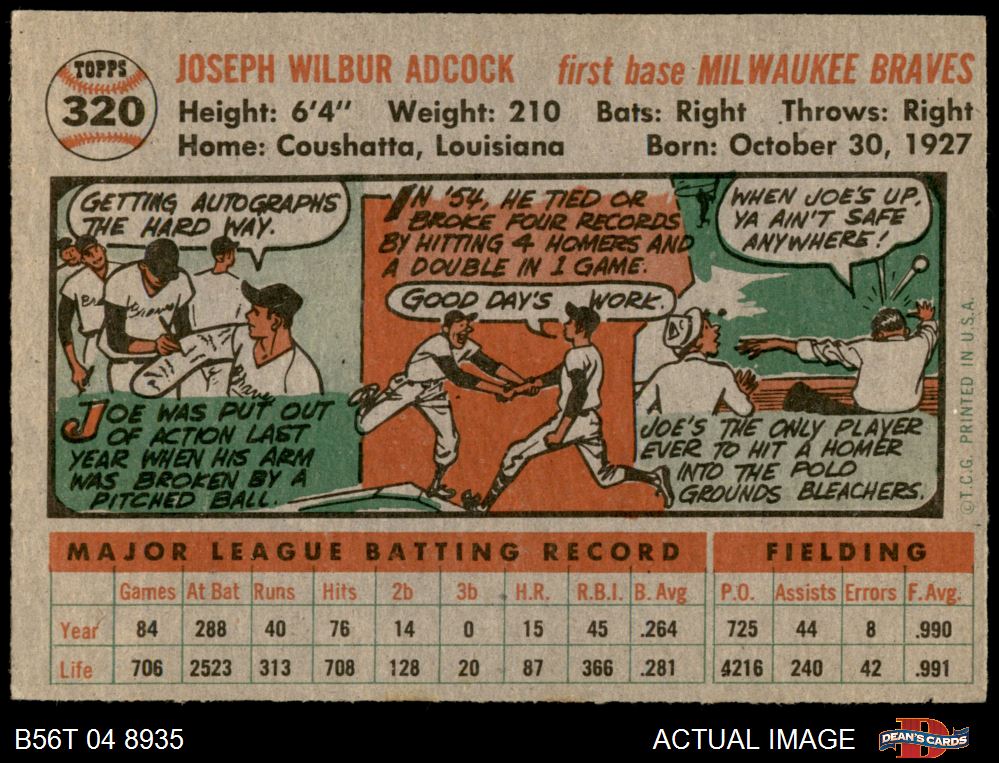 TOPPS
320
JOSEPH WILBUR ADCOCK first base MILWAUKEE BRAVES
Height: 6'4" Weight: 210 Bats: Right Throws: Right
Home: Coushatta, Louisiana Born: October 30, 1927
GETTING AUTOGRAPHS
THE HARD WAY.
Braves
JOE WAS PUT OUT
OF ACTION LAST
YEAR WHEN HIS ARM
WAS BROKEN BY A
PITCHED BALL.
IN '54, HE TIED OR
BROKE FOUR RECORDS
BY HITTING 4 HOMERS AND
A DOUBLE IN 1 GAME.
GOOD DAY'S WORK.
WHEN JOE'S UP,
YA AIN'T SAFE
ANYWHERE!
JOE'S THE ONLY PLAYER
EVER TO HIT A HOMER
INTO THE POLO
GROUNDS BLEACHERS.
©T.C.G. PRINTED IN U.S.A.
MAJOR LEAGUE BATTING RECORD FIELDING
Games At Bat Runs Hits 2b 3b H.R. R.B.I. B. Avg P.O. Assists Errors F.Avg.
Year 84 288 40 76 14 0 15 45 .264 725 44 8 .990
Life 706 2523 313 708 128 20 87 366 .281 4216 240 42 .991
B56T 04 8935 ACTUAL IMAGE DEAN'S CARDS